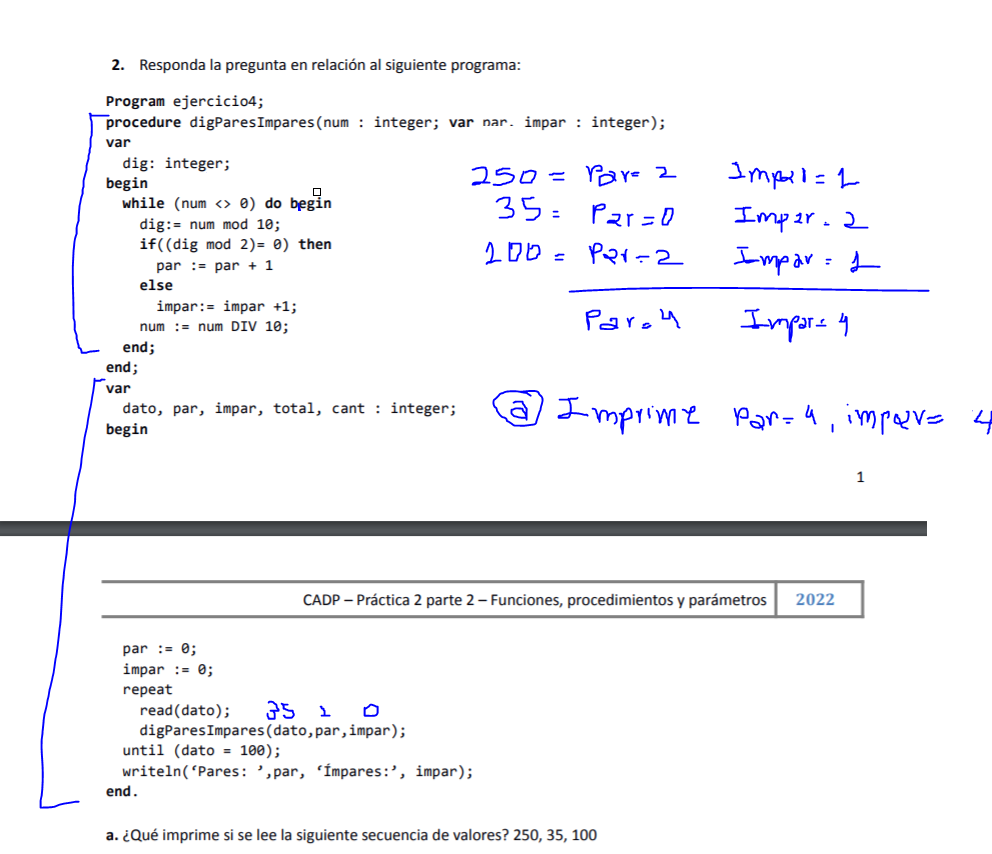 2. Responda la pregunta en relación al siguiente programa:
Program ejercicio4;
procedure digParesImpares(num : integer; var par, impar : integer);
var
dig: integer;
begin
while (num <> 0) do begin
dig:= num mod 10;
if((dig mod 2)= 0) then
par := par + 1
else
impar:= impar +1;
num := num DIV 10;
end;
end;
var
dato, par, impar, total, cant : integer;
begin
250 = Par= 2 Impar = 1
35 = Par = 0 Impar = 2
100 = Par = 2 Impar = 1
Par = 4 Impar = 4
a Imprime Par = 4, impar = 4
1
CADP – Práctica 2 parte 2 – Funciones, procedimientos y parámetros 2022
par := 0;
impar := 0;
repeat
read(dato); 35 1 0
digParesImpares(dato,par,impar);
until (dato = 100);
writeln(‘Pares: ’,par, ‘Ímpares:’, impar);
end.
a. ¿Qué imprime si se lee la siguiente secuencia de valores? 250, 35, 100